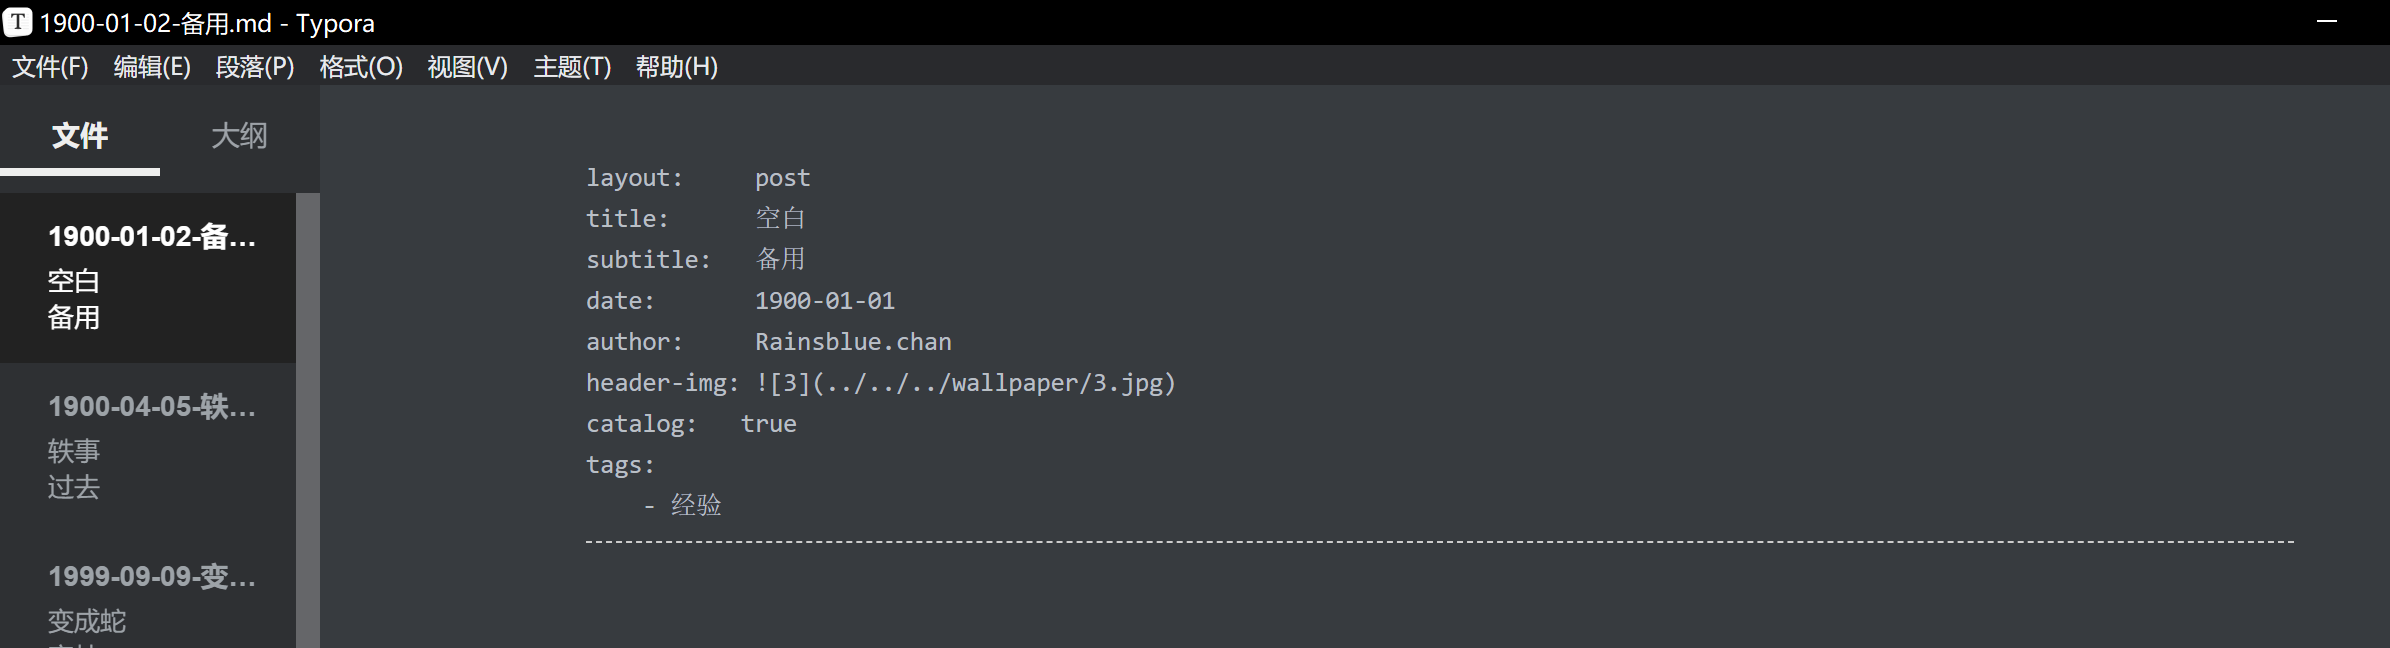 1900-01-02-备用.md - Typora
文件(F) 编辑(E) 段落(P) 格式(O) 视图(V) 主题(T) 帮助(H)
文件 大纲
1900-01-02-备...
空白
备用
1900-04-05-轶...
轶事
过去
1999-09-09-变...
变成蛇
layout: post
title: 空白
subtitle: 备用
date: 1900-01-01
author: Rainsblue.chan
header-img: ![3](../../../wallpaper/3.jpg)
catalog: true
tags:
- 经验